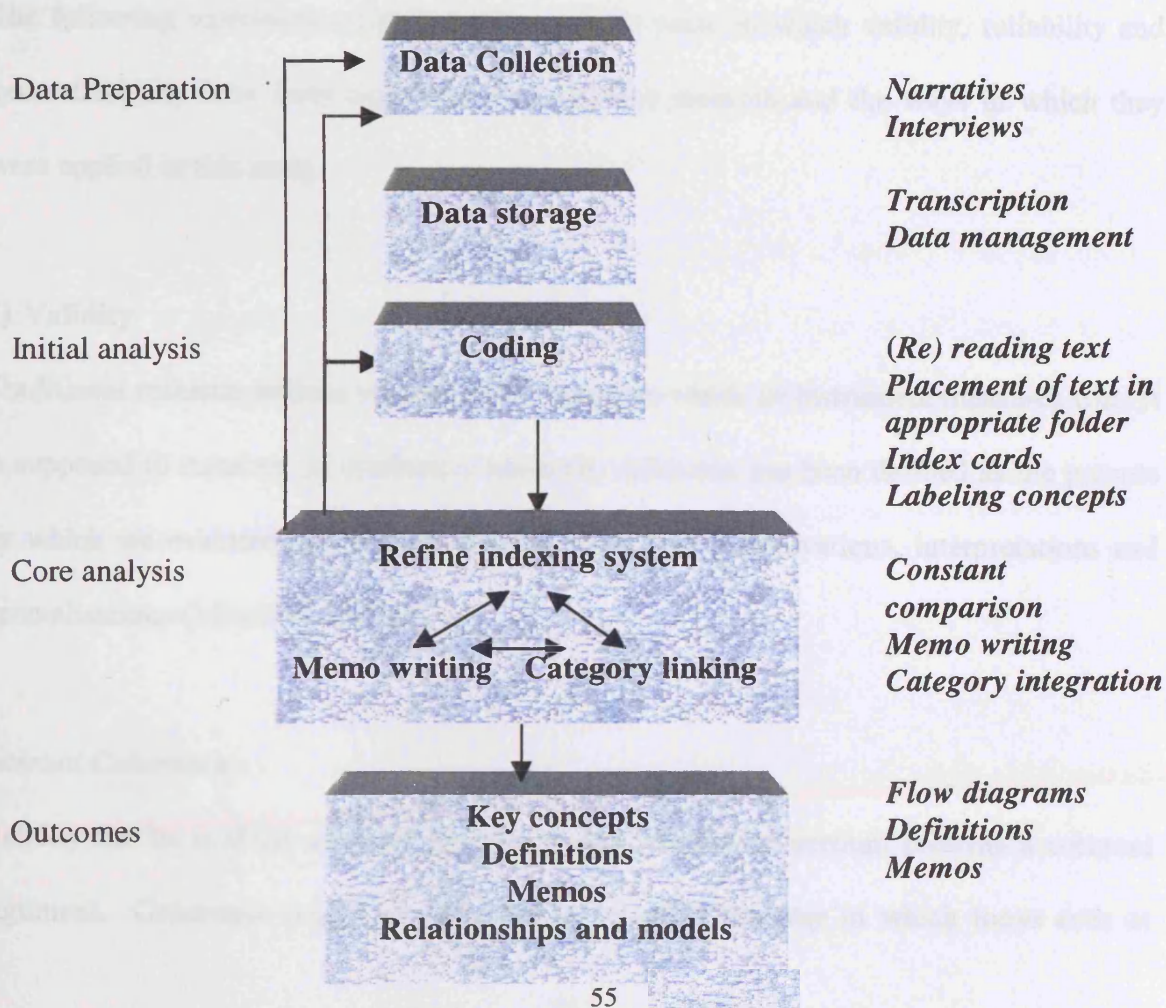 Data Collection
Data Preparation
Narratives
Interviews
Data storage
Transcription
Data management
Initial analysis
Coding
(Re) reading text
Placement of text in
appropriate folder
Index cards
Labeling concepts
Core analysis
Refine indexing system
Memo writing Category linking
Constant
comparison
Memo writing
Category integration
Outcomes
Key concepts
Definitions
Memos
Relationships and models
Flow diagrams
Definitions
Memos
55